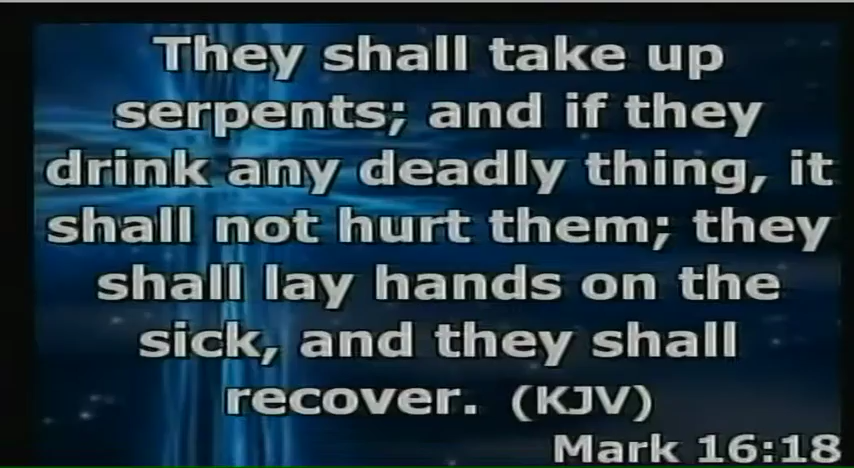 They shall take up
serpents; and if they
drink any deadly thing, it
shall not hurt them; they
shall lay hands on the
sick, and they shall
recover. (KJV)
Mark 16:18